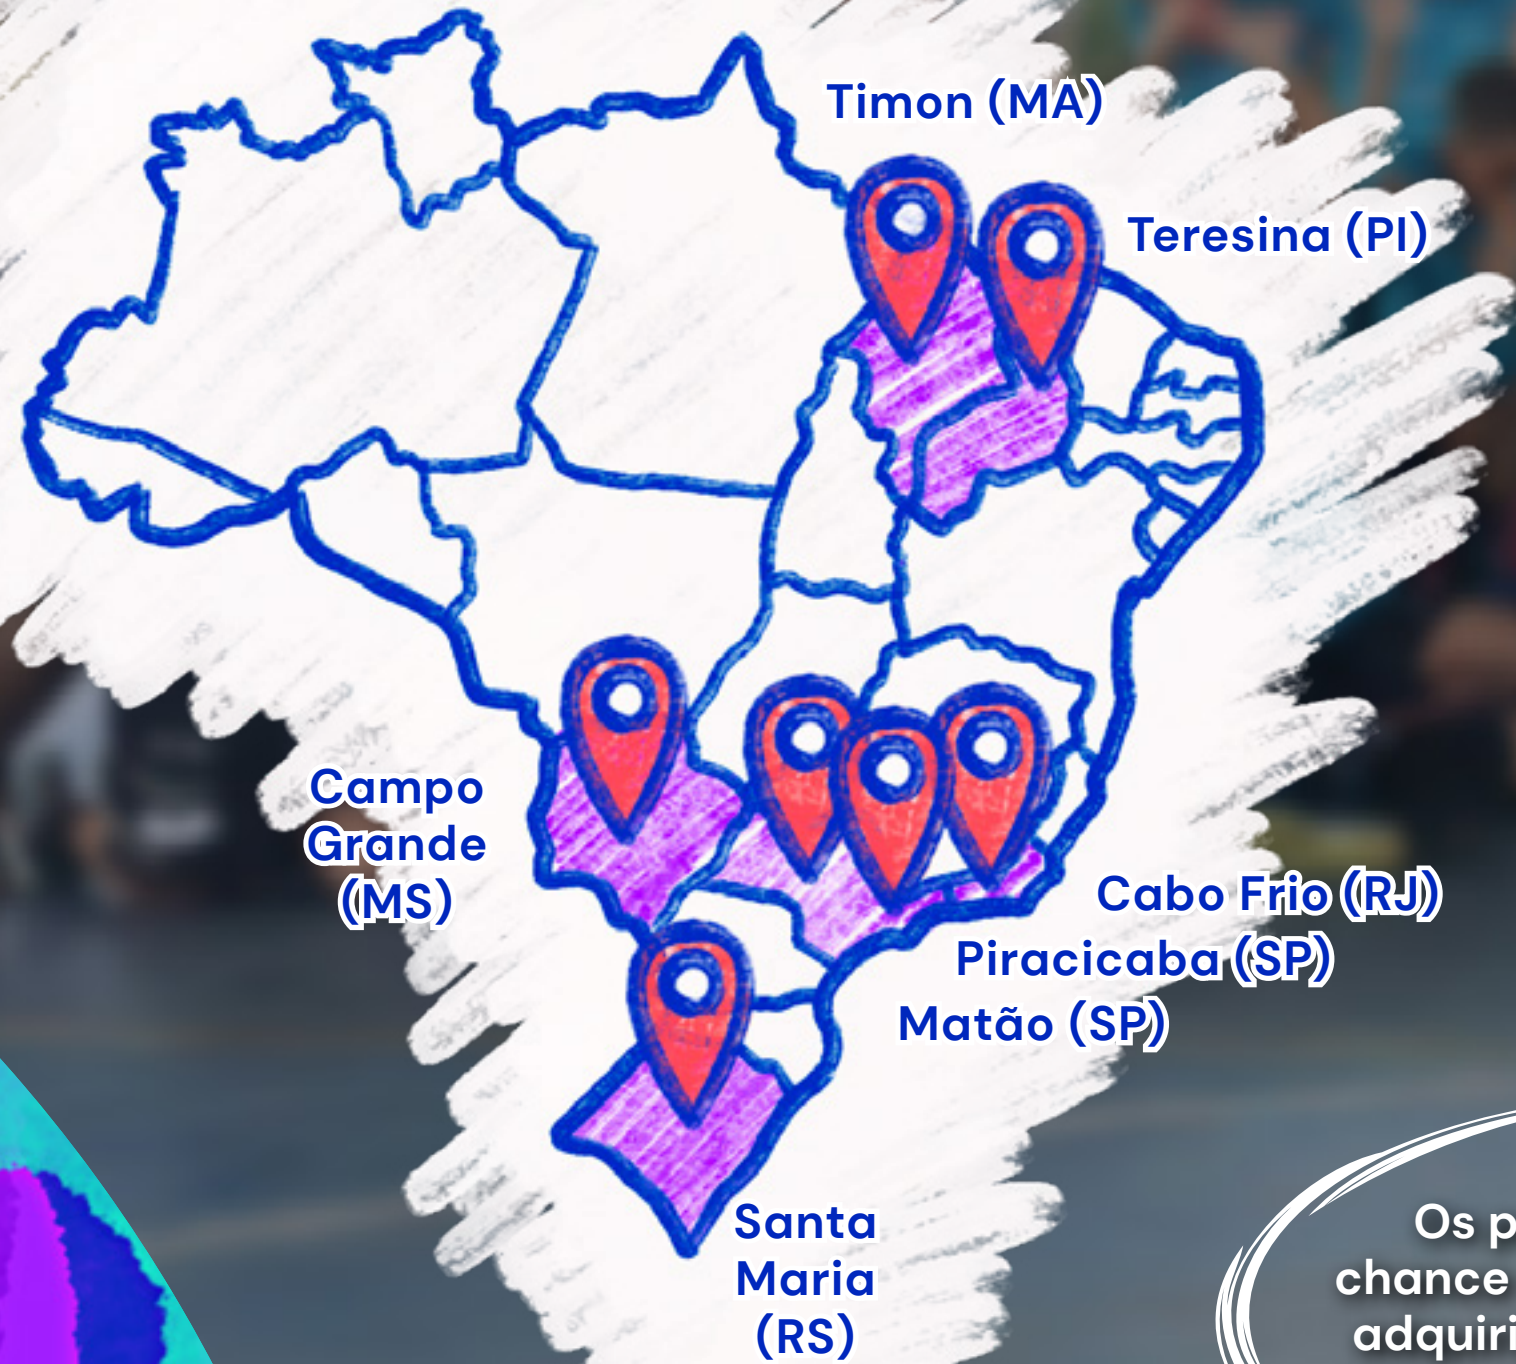 Timon (MA)
Teresina (PI)
Campo
Grande
(MS)
Cabo Frio (RJ)
Piracicaba (SP)
Matão (SP)
Santa
Maria
(RS)
Os p
chance
adquiri